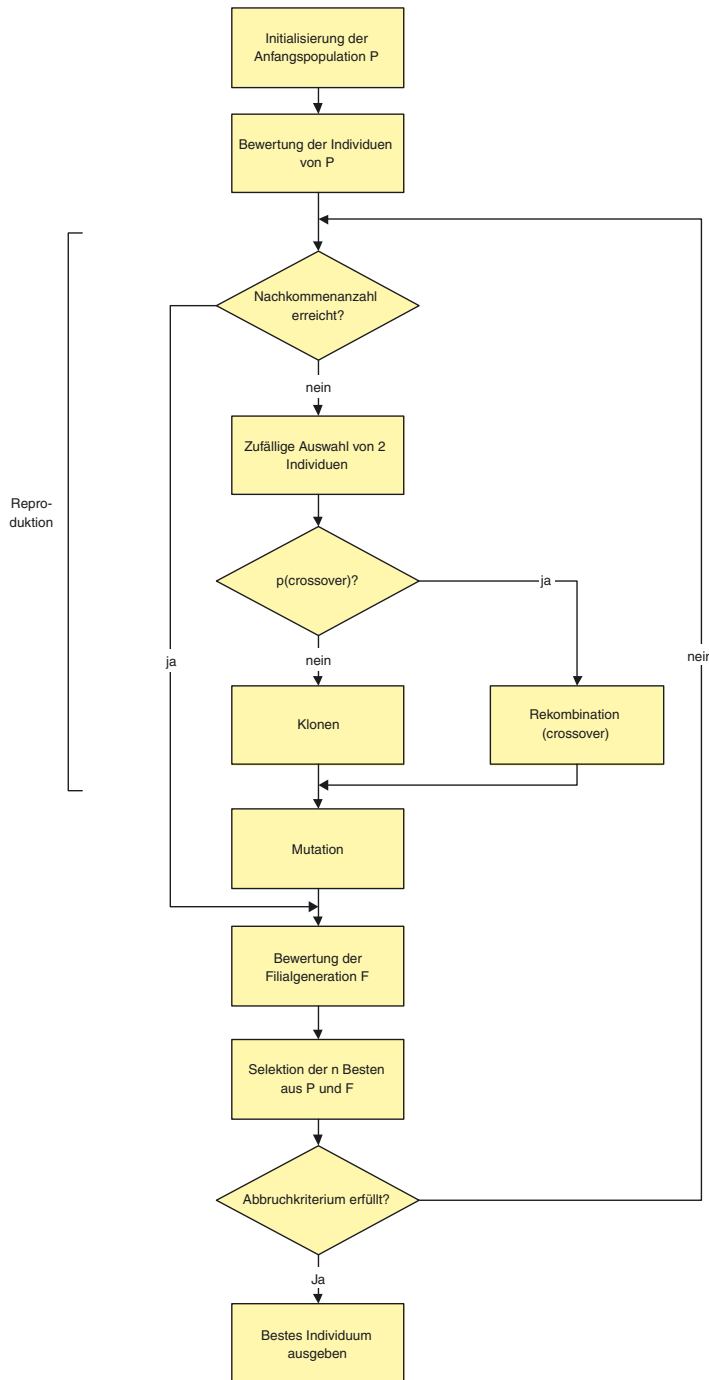 Initialisierung der
Anfangspopulation P
Bewertung der Individuen
von P
Nachkommenanzahl
erreicht?
nein
Zufällige Auswahl von 2
Individuen
Repro-
duktion
p(crossover)?
ja
nein
ja
nein
Klonen
Rekombination
(crossover)
Mutation
Bewertung der
Filialgeneration F
Selektion der n Besten
aus P und F
Abbruchkriterium erfüllt?
Ja
Bestes Individuum
ausgeben